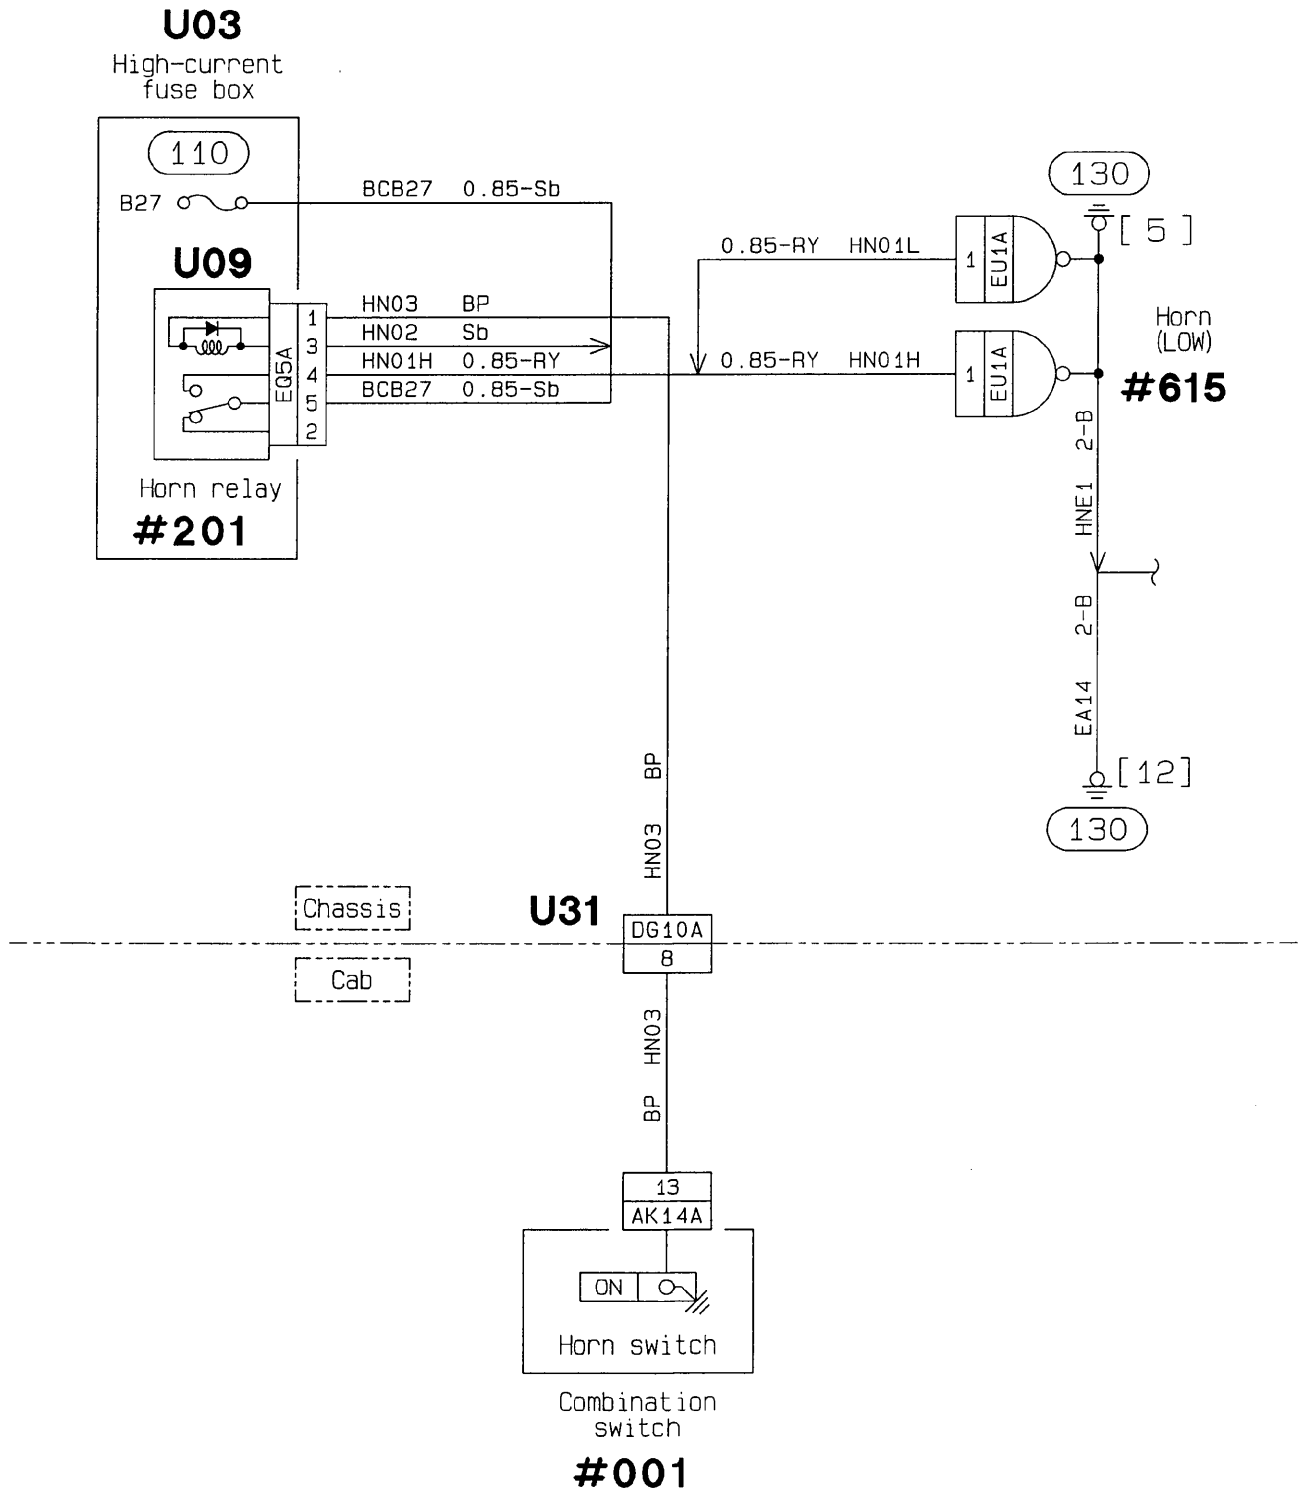 U03
High-current
fuse box
110
B27
BCB27 0.85-Sb
U09
HN03 BP
HN02 Sb
HN01H 0.85-RY
BCB27 0.85-Sb
EQ5A
1
3
4
5
2
Horn relay
#201
130
[ 5 ]
0.85-RY HN01L
1
EU1A
0.85-RY HN01H
1
EU1A
Horn
(LOW)
#615
HNE1 2-B
EA14 2-B
[12]
130
HN03 BP
Chassis
U31
DG10A
8
Cab
BP HN03
13
AK14A
ON
Horn switch
Combination
switch
#001